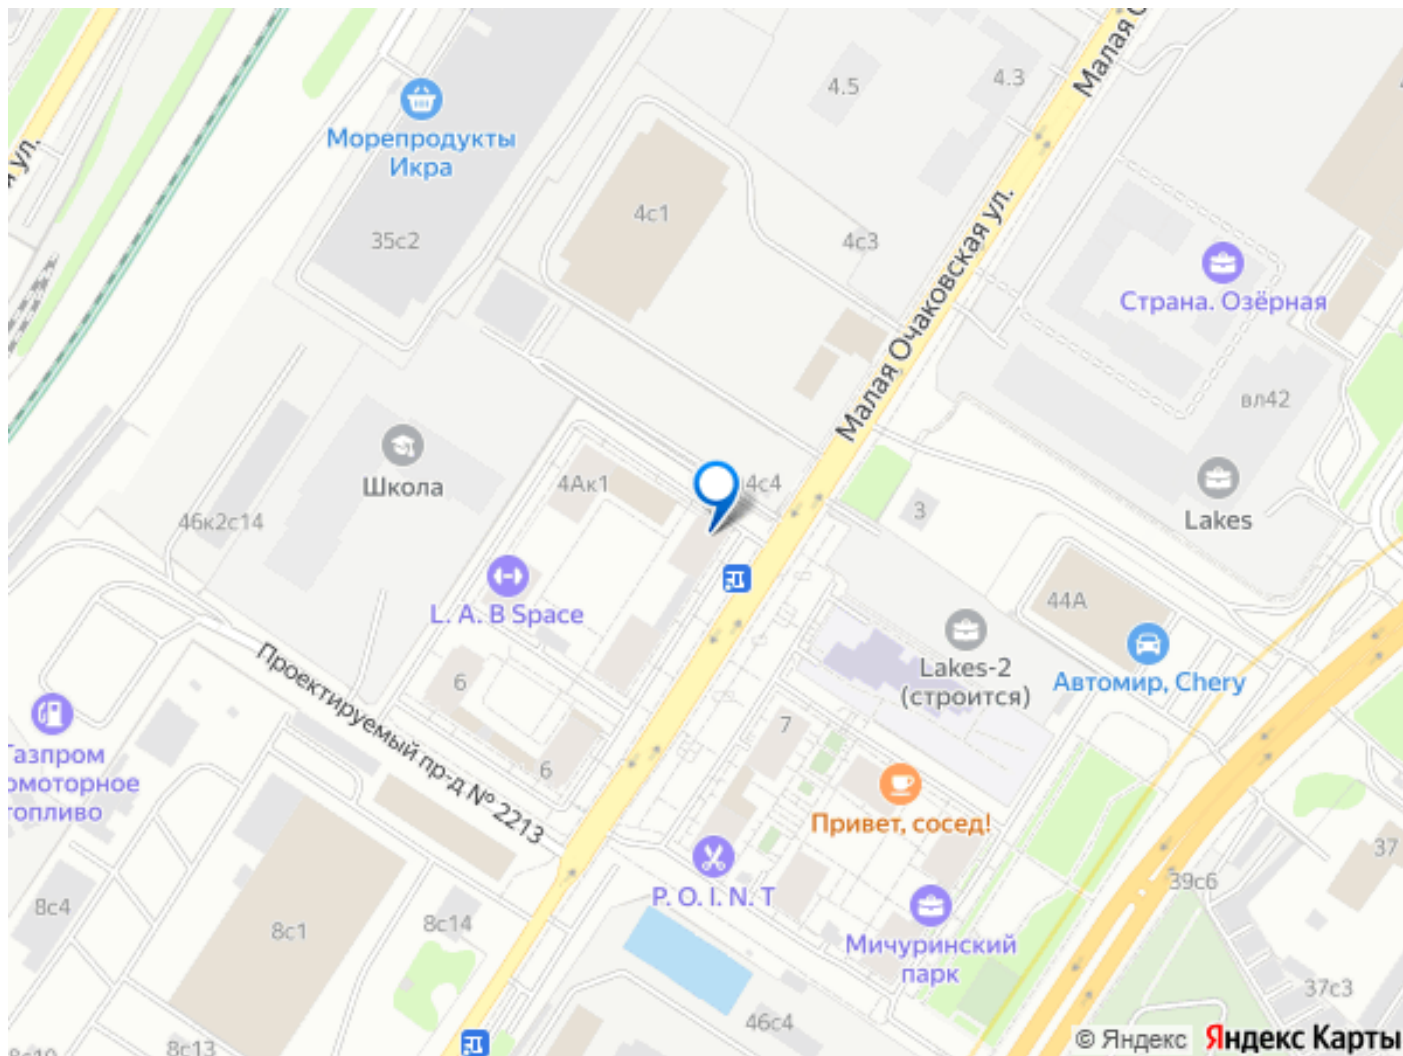 Малая О
4.5
4.3
Морепродукты
Икра
ул.
4с1
35с2
4с3
Малая Очаковская ул.
Страна. Озёрная
вл42
Школа
4Ак1
4с4
Lakes
46к2с14
3
L. A. B Space
44А
Lakes-2
(строится)
Автомир, Chery
Проектируемый пр-д № 2213
6
7
6
Газпром
омоторное
топливо
Привет, сосед!
P. O. I. N. T
37
39с6
8с4
8с1
8с14
Мичуринский
парк
37с3
46с4
8с13
© Яндекс Яндекс Карты